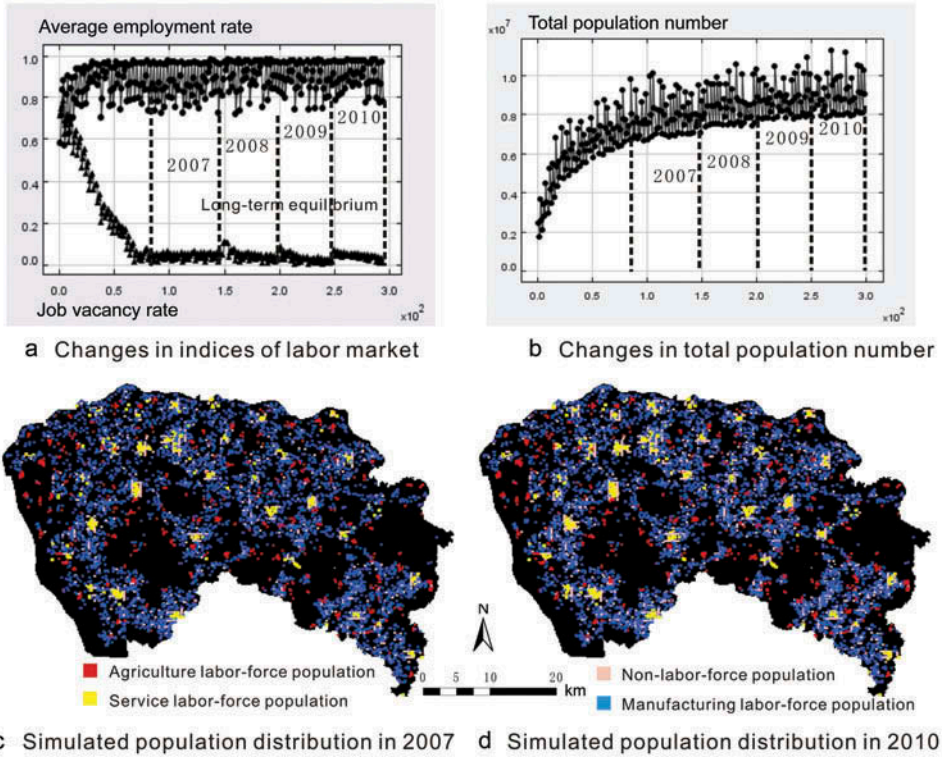 Average employment rate
1.0
0.8
0.6
0.4
0.2
0.0
2007
2008
2009
2010
Long-term equilibrium
0.0 0.5 1.0 1.5 2.0 2.5 3.0
Job vacancy rate
×10²
a Changes in indices of labor market
×10⁷ Total population number
1.0
0.8
0.6
0.4
0.2
0.0
2007
2008
2009
2010
0.0 0.5 1.0 1.5 2.0 2.5 3.0
×10²
b Changes in total population number
N
Agriculture labor-force population
Service labor-force population
0 5 10 20
km
Non-labor-force population
Manufacturing labor-force population
c Simulated population distribution in 2007
d Simulated population distribution in 2010